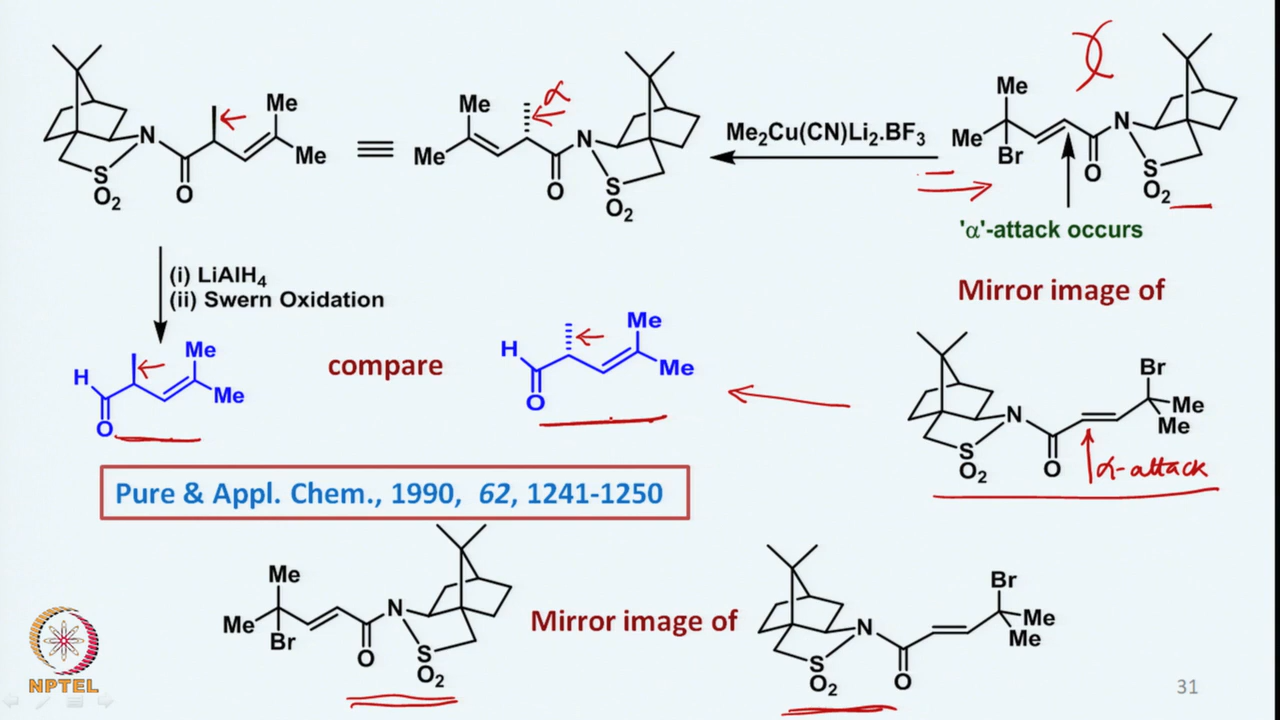 Me
Me
N
S
O2
O
≡
Me
Me
α
N
O
S
O2
Me2Cu(CN)Li2.BF3
Me
Me
Br
N
O
S
O2
'α'-attack occurs
(i) LiAlH4
(ii) Swern Oxidation
Mirror image of
H
O
Me
Me
compare
H
O
Me
Me
N
S
O2
O
Br
Me
Me
α-attack
Pure & Appl. Chem., 1990, 62, 1241-1250
Me
Me
Br
O
N
S
O2
Mirror image of
N
S
O2
O
Br
Me
Me
NPTEL
31